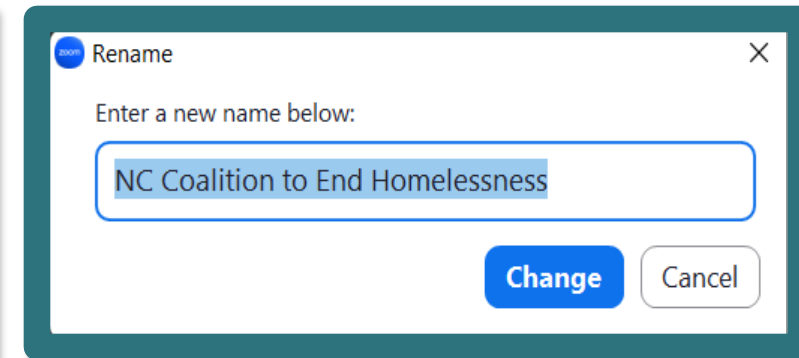 zoom Rename
Enter a new name below:
NC Coalition to End Homelessness
Change Cancel